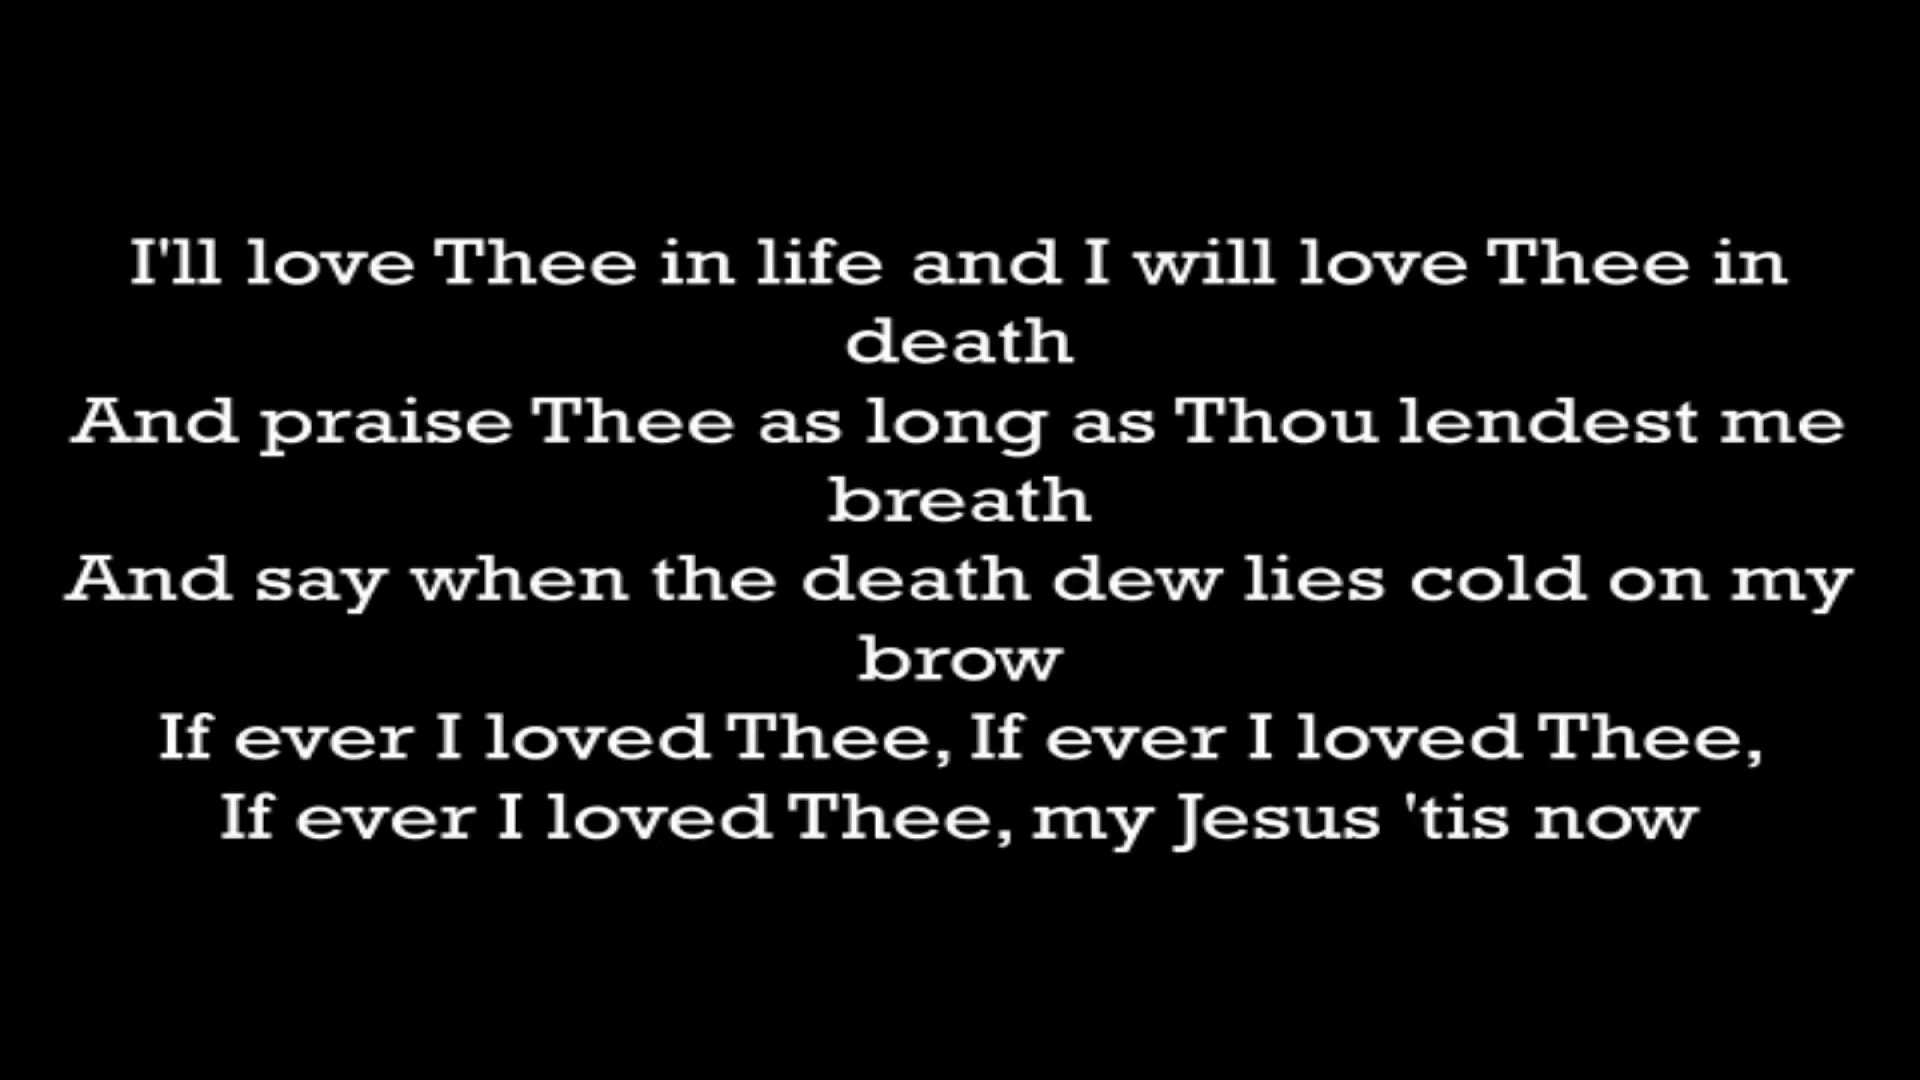 I'll love Thee in life and I will love Thee in
death
And praise Thee as long as Thou lendest me
breath
And say when the death dew lies cold on my
brow
If ever I loved Thee, If ever I loved Thee,
If ever I loved Thee, my Jesus 'tis now